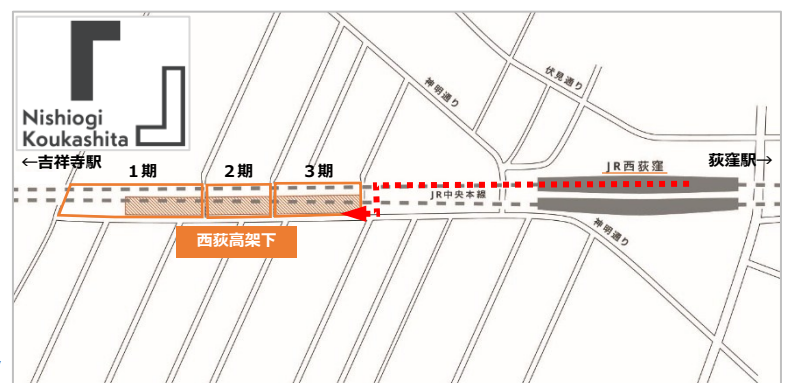 Nishiogi
Koukashita
←吉祥寺駅
1期
2期
3期
西荻高架下
神明通り
伏見通り
JR西荻窪
荻窪駅→
JR中央本線
神明通り